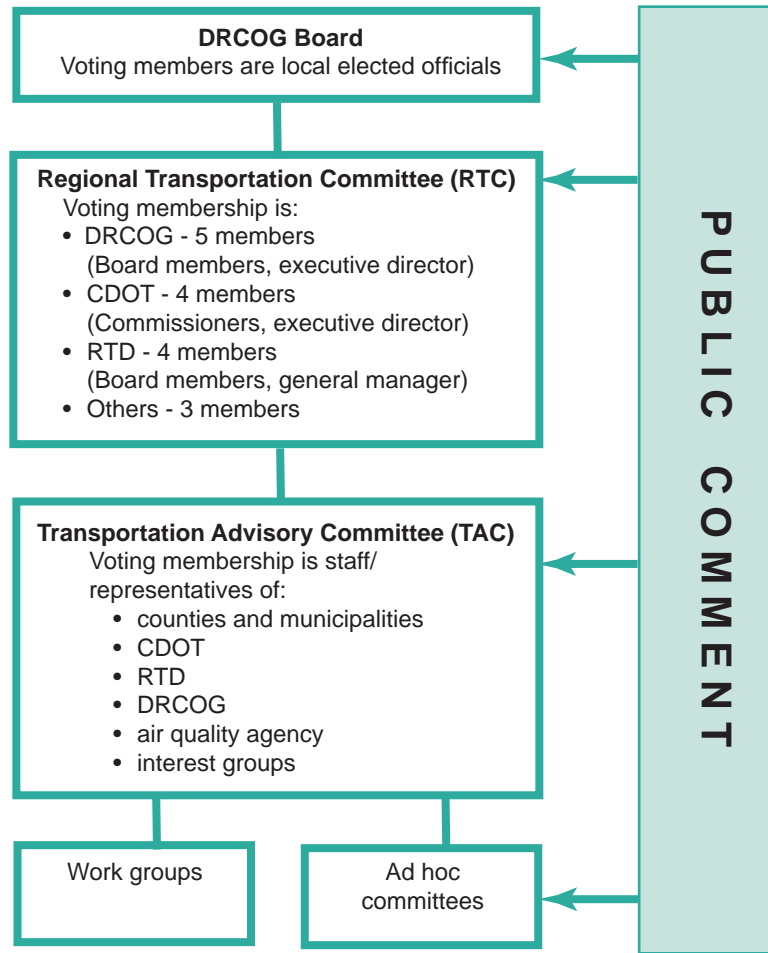 DRCOG Board
Voting members are local elected officials
Regional Transportation Committee (RTC)
Voting membership is:
• DRCOG - 5 members
(Board members, executive director)
• CDOT - 4 members
(Commissioners, executive director)
• RTD - 4 members
(Board members, general manager)
• Others - 3 members
Transportation Advisory Committee (TAC)
Voting membership is staff/
representatives of:
• counties and municipalities
• CDOT
• RTD
• DRCOG
• air quality agency
• interest groups
Work groups
Ad hoc
committees
PUBLIC COMMENT